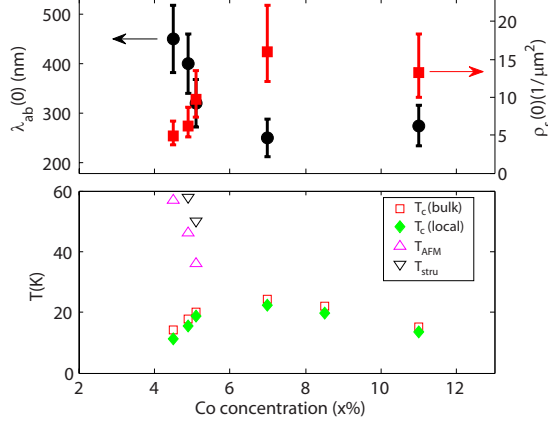 500
400
300
200
λab(0) (nm)
20
15
10
5
0
ρs(0)(1/μm²)
60
40
20
0
T(K)
Tc(bulk)
Tc(local)
TAFM
Tstru
2 4 6 8 10 12
Co concentration (x%)